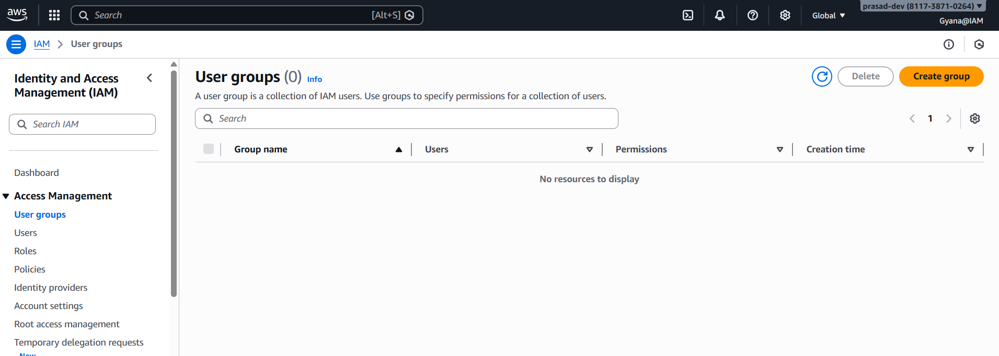 aws
Search
[Alt+S]
Global
prasad-dev (8117-3871-0264)
Gyana@IAM
IAM
User groups
Identity and Access
Management (IAM)
Search IAM
Dashboard
Access Management
User groups
Users
Roles
Policies
Identity providers
Account settings
Root access management
Temporary delegation requests
New
User groups (0) Info
Delete
Create group
A user group is a collection of IAM users. Use groups to specify permissions for a collection of users.
Search
1
Group name Users Permissions Creation time
No resources to display